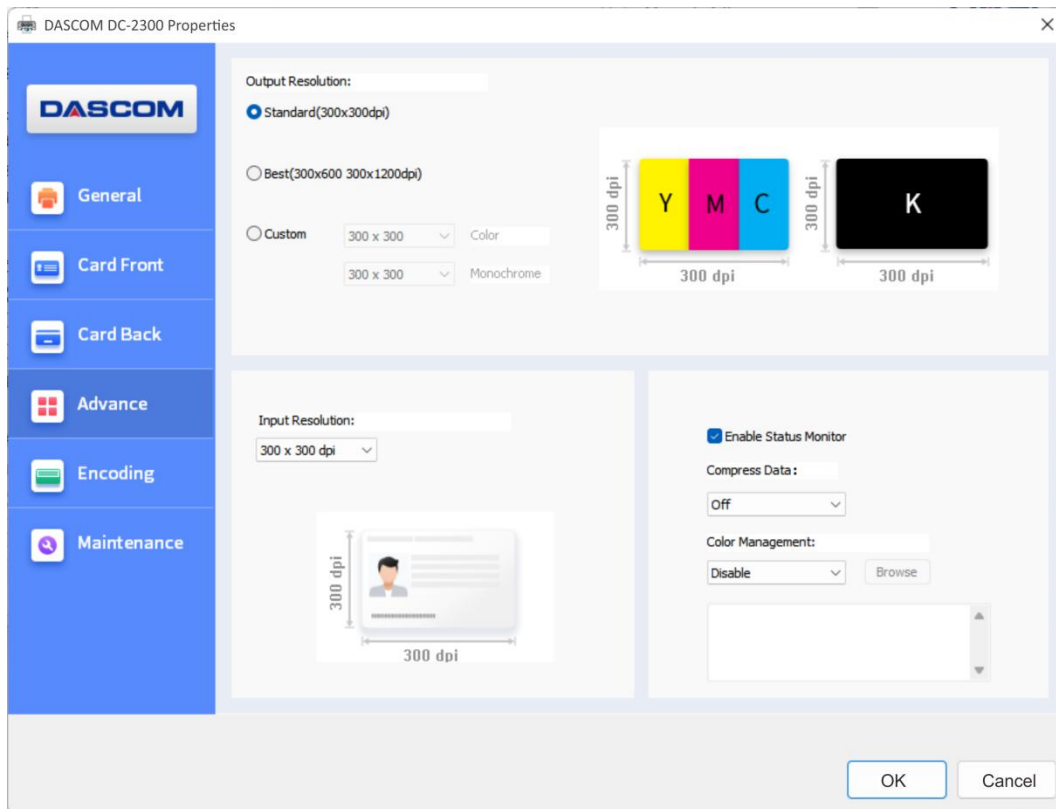 DASCOM DC-2300 Properties
DASCOM
General
Card Front
Card Back
Advance
Encoding
Maintenance
Output Resolution:
Standard(300x300dpi)
Best(300x600 300x1200dpi)
Custom
300 x 300
Color
300 x 300
Monochrome
300 dpi
Y M C
300 dpi
300 dpi
K
300 dpi
Input Resolution:
300 x 300 dpi
300 dpi
300 dpi
Enable Status Monitor
Compress Data:
Off
Color Management:
Disable
Browse
OK
Cancel